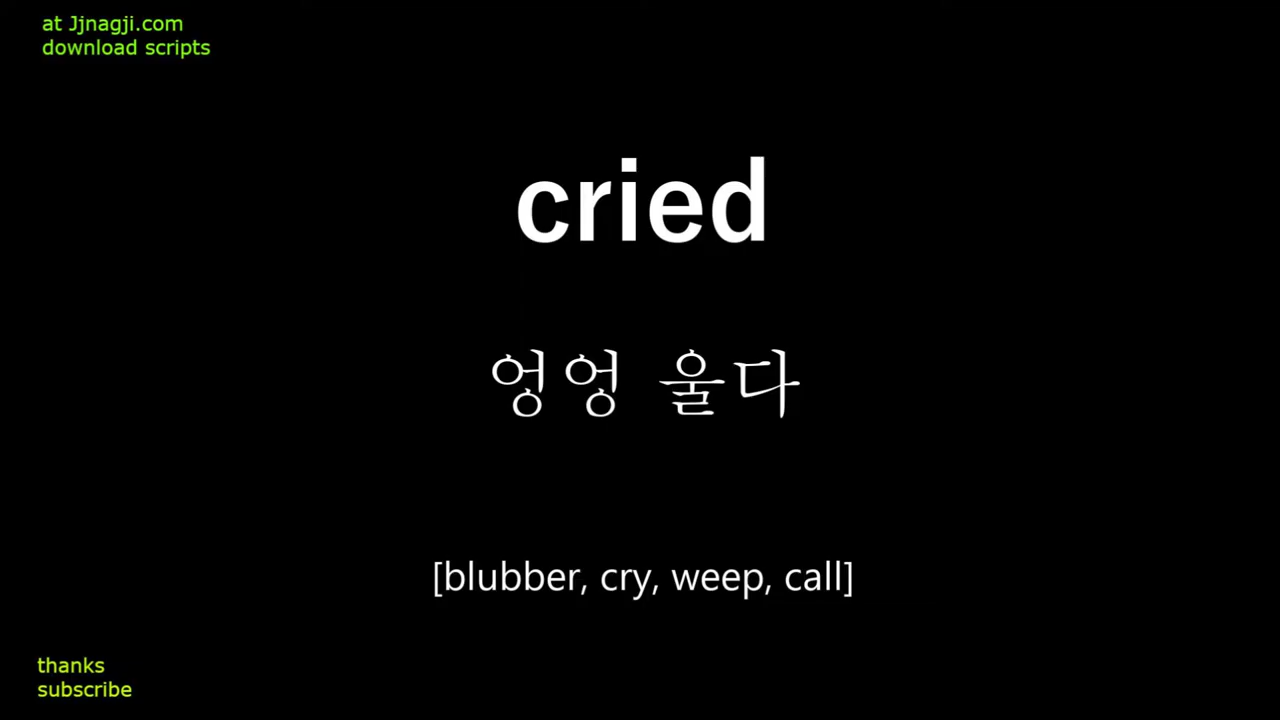 at Jjnagji.com
download scripts
cried
엉엉 울다
[blubber, cry, weep, call]
thanks
subscribe